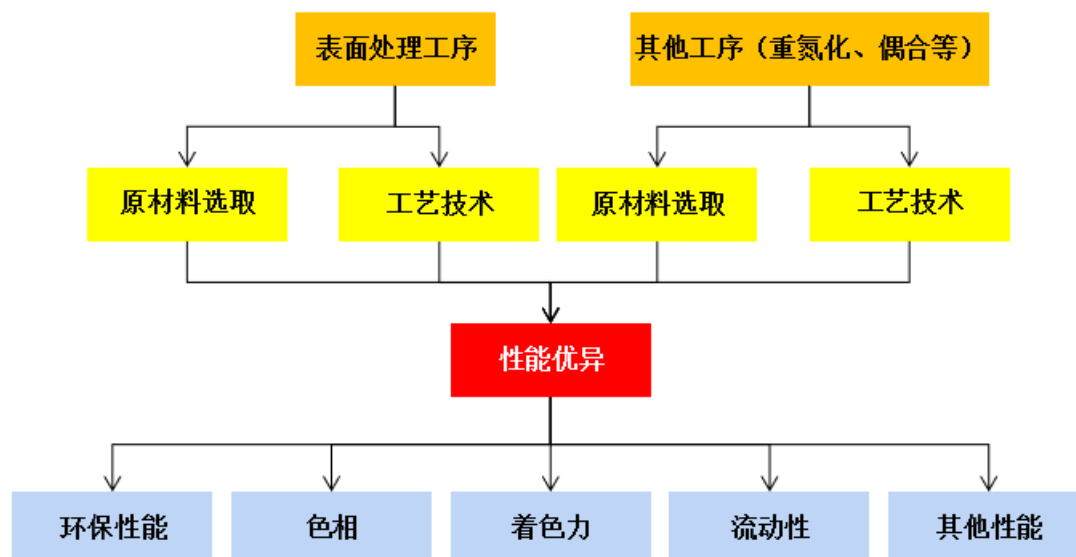 表面处理工序
其他工序（重氮化、偶合等）
原材料选取
工艺技术
原材料选取
工艺技术
性能优异
环保性能
色相
着色力
流动性
其他性能